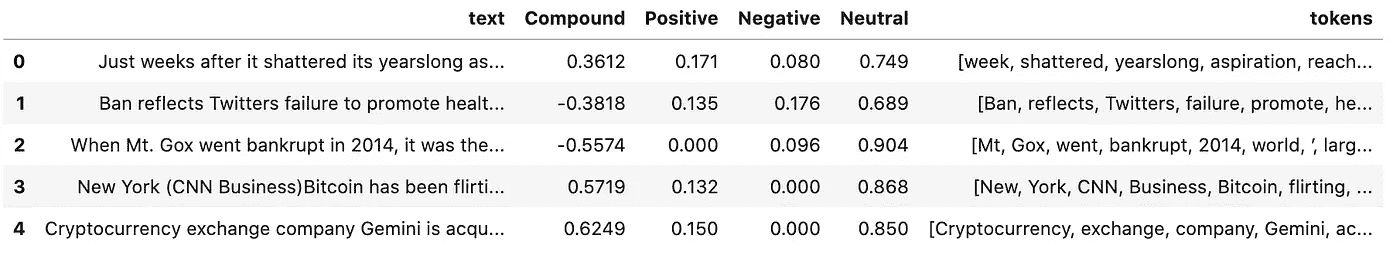 text Compound Positive Negative Neutral tokens
0 Just weeks after it shattered its yearslong as... 0.3612 0.171 0.080 0.749 [week, shattered, yearslong, aspiration, reach...
1 Ban reflects Twitters failure to promote healt... -0.3818 0.135 0.176 0.689 [Ban, reflects, Twitters, failure, promote, he...
2 When Mt. Gox went bankrupt in 2014, it was the... -0.5574 0.000 0.096 0.904 [Mt, Gox, went, bankrupt, 2014, world, ’, larg...
3 New York (CNN Business)Bitcoin has been flirti... 0.5719 0.132 0.000 0.868 [New, York, CNN, Business, Bitcoin, flirting, ...
4 Cryptocurrency exchange company Gemini is acqu... 0.6249 0.150 0.000 0.850 [Cryptocurrency, exchange, company, Gemini, ac...